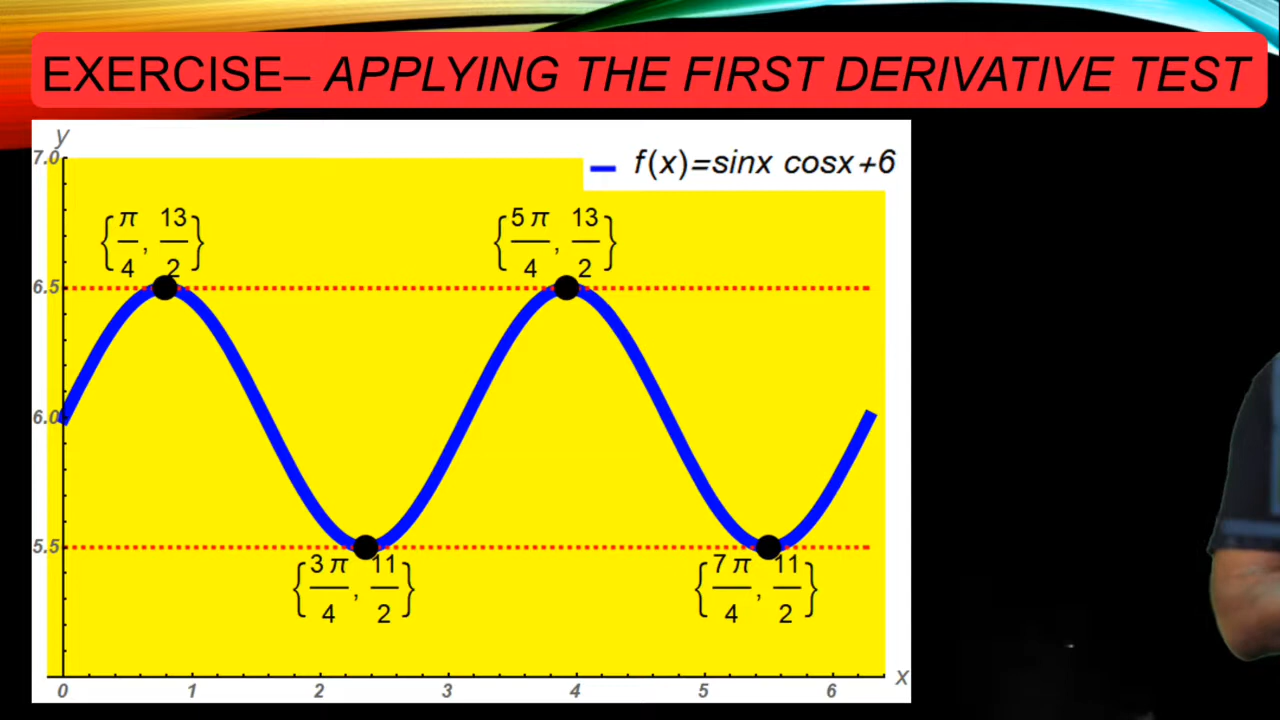 EXERCISE– APPLYING THE FIRST DERIVATIVE TEST
y
7.0
f(x)=sinx cosx+6
{π/4, 13/2}
{5π/4, 13/2}
6.5
6.0
5.5
{3π/4, 11/2}
{7π/4, 11/2}
x
0 1 2 3 4 5 6